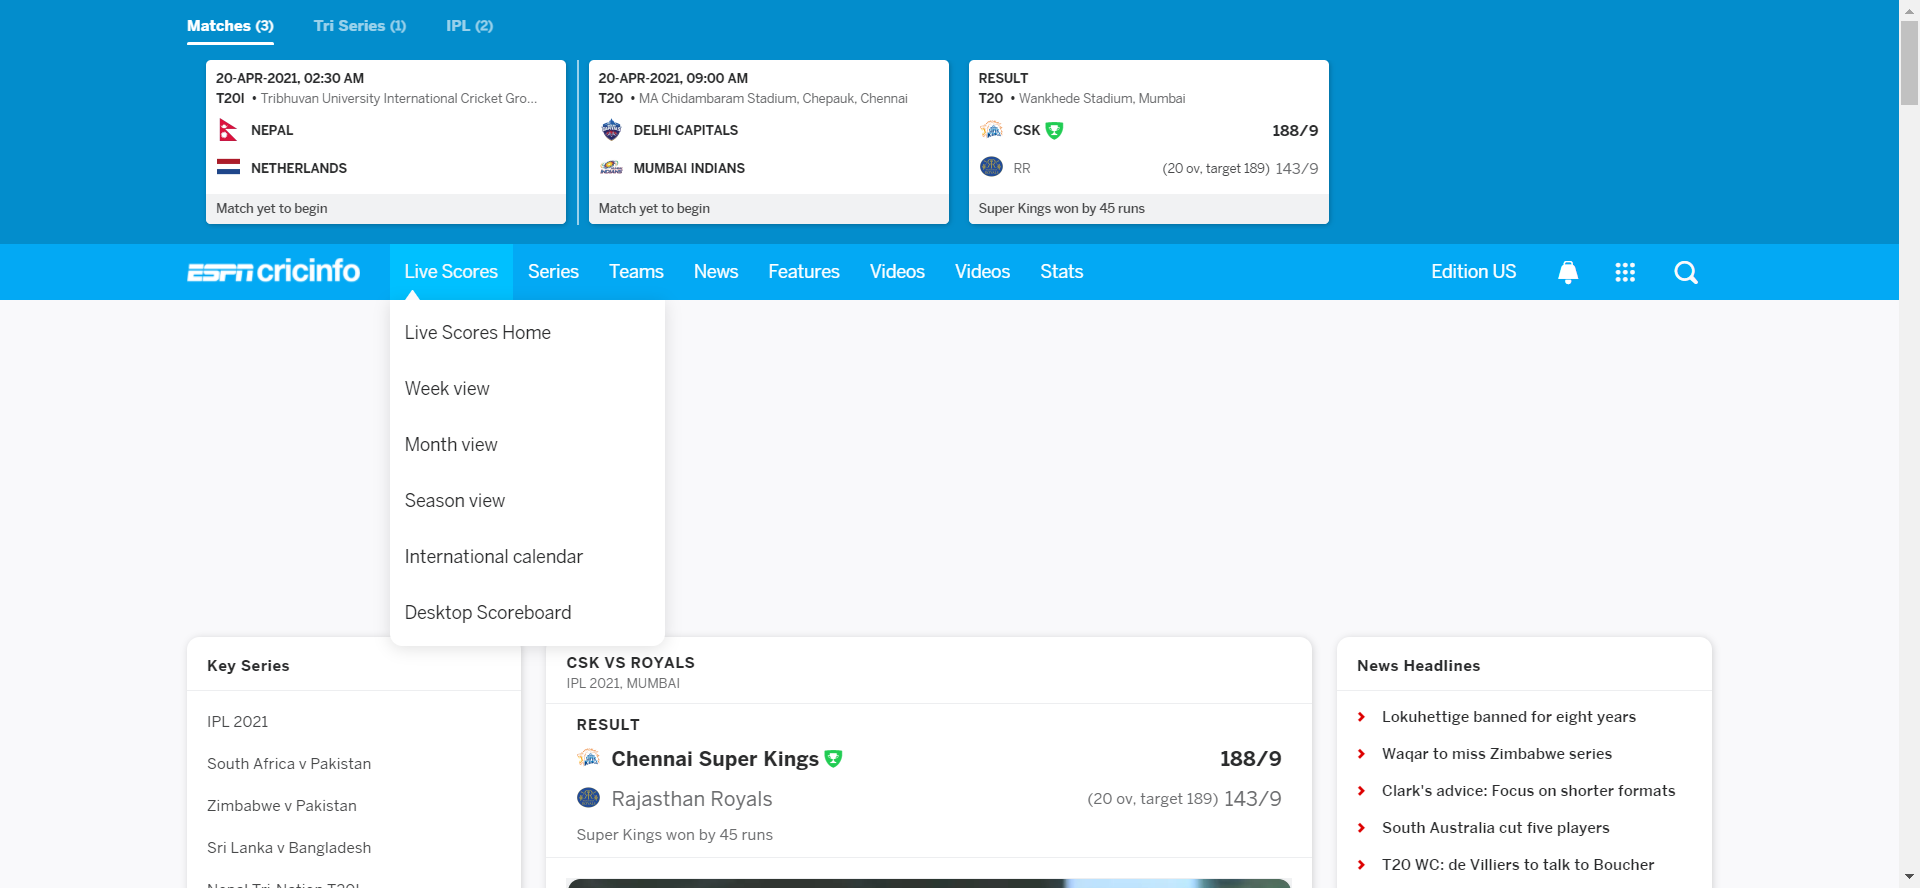 Matches (3)
Tri Series (1)
IPL (2)
20-APR-2021, 02:30 AM
T20I • Tribhuvan University International Cricket Gro...
NEPAL
NETHERLANDS
Match yet to begin
20-APR-2021, 09:00 AM
T20 • MA Chidambaram Stadium, Chepauk, Chennai
DELHI CAPITALS
MUMBAI INDIANS
Match yet to begin
RESULT
T20 • Wankhede Stadium, Mumbai
CSK 188/9
RR (20 ov, target 189) 143/9
Super Kings won by 45 runs
ESPN cricinfo
Live Scores
Series
Teams
News
Features
Videos
Videos
Stats
Edition US
Live Scores Home
Week view
Month view
Season view
International calendar
Desktop Scoreboard
Key Series
IPL 2021
South Africa v Pakistan
Zimbabwe v Pakistan
Sri Lanka v Bangladesh
Nepal Tri-Nation T20I
CSK VS ROYALS
IPL 2021, MUMBAI
RESULT
Chennai Super Kings 188/9
Rajasthan Royals (20 ov, target 189) 143/9
Super Kings won by 45 runs
News Headlines
Lokuhettige banned for eight years
Waqar to miss Zimbabwe series
Clark's advice: Focus on shorter formats
South Australia cut five players
T20 WC: de Villiers to talk to Boucher